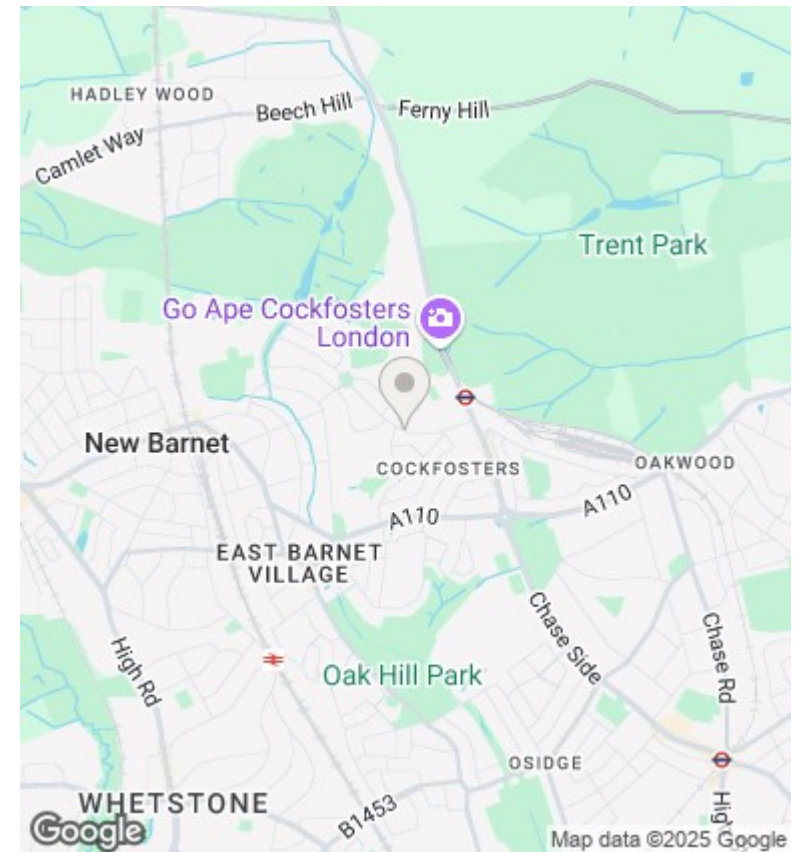 HADLEY WOOD
Beech Hill
Ferny Hill
Camlet Way
Trent Park
Go Ape Cockfosters
London
New Barnet
COCKFOSTERS
OAKWOOD
A110
A110
EAST BARNET
VILLAGE
Chase Side
Chase Rd
High Rd
Oak Hill Park
OSIDGE
WHETSTONE
B1453
Hig
Google
Map data ©2025 Google